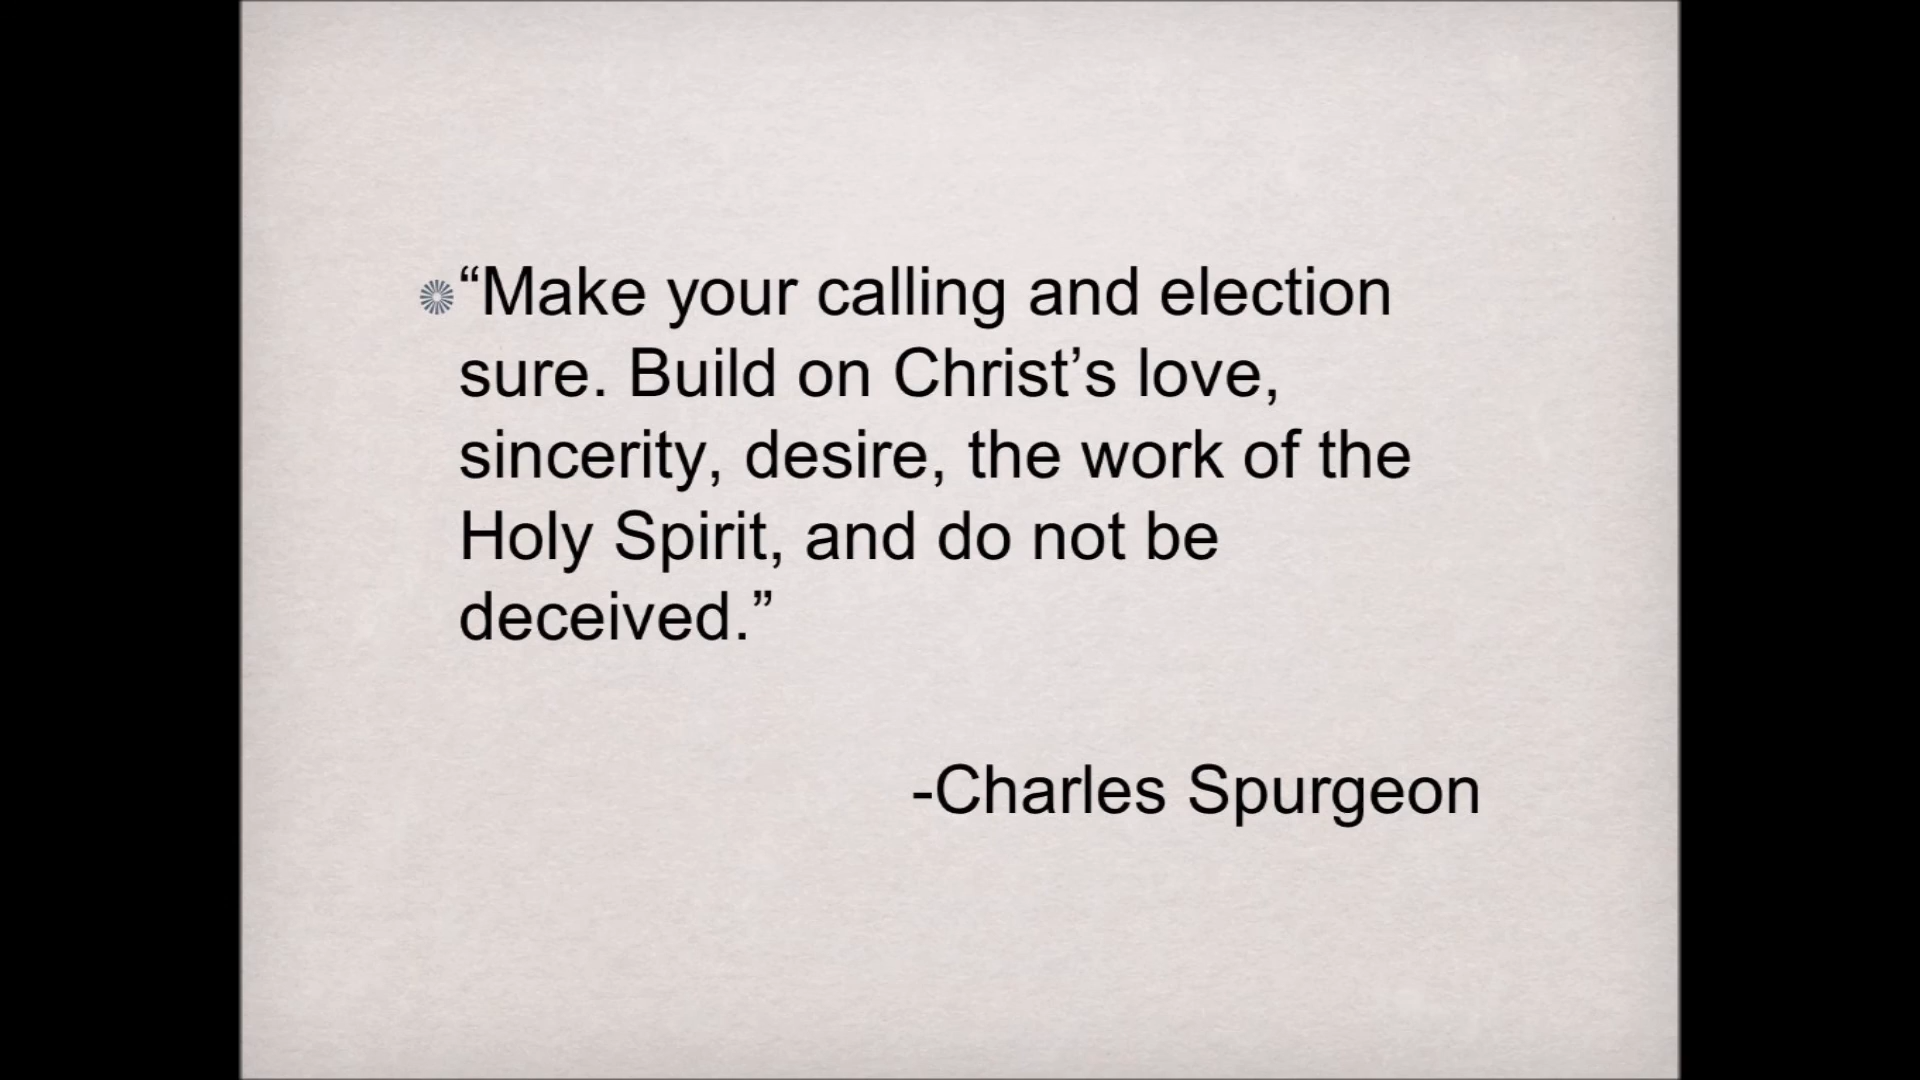 “Make your calling and election
sure. Build on Christ’s love,
sincerity, desire, the work of the
Holy Spirit, and do not be
deceived.”
-Charles Spurgeon